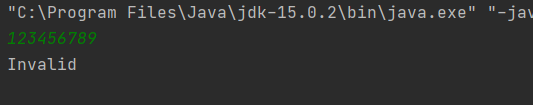 "C:\Program Files\Java\jdk-15.0.2\bin\java.exe" "-jav
123456789
Invalid